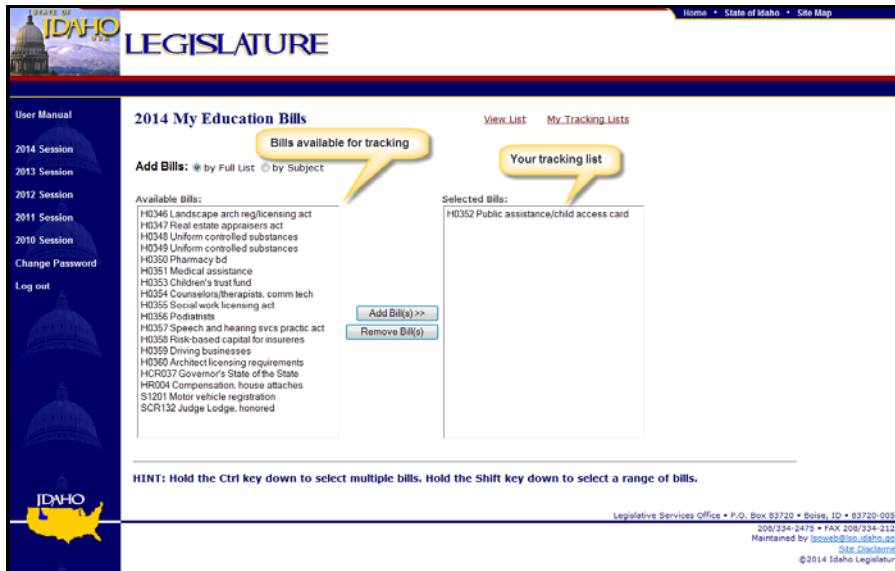 STATE OF
IDAHO
USA
Home • State of Idaho • Site Map
LEGISLATURE
User Manual
2014 Session
2013 Session
2012 Session
2011 Session
2010 Session
Change Password
Log out
IDAHO
2014 My Education Bills
View List My Tracking Lists
Bills available for tracking
Your tracking list
Add Bills: by Full List by Subject
Available Bills:
H0346 Landscape arch reg/licensing act
H0347 Real estate appraisers act
H0348 Uniform controlled substances
H0349 Uniform controlled substances
H0350 Pharmacy bd
H0351 Medical assistance
H0353 Children's trust fund
H0354 Counselors/therapists, comm tech
H0355 Social work licensing act
H0356 Podiatrists
H0357 Speech and hearing svcs practic act
H0358 Risk-based capital for insureres
H0359 Driving businesses
H0360 Architect licensing requirements
HCR037 Governor's State of the State
HR004 Compensation, house attaches
S1201 Motor vehicle registration
SCR132 Judge Lodge, honored
Add Bill(s) >>
Remove Bill(s)
Selected Bills:
H0352 Public assistance/child access card
HINT: Hold the Ctrl key down to select multiple bills. Hold the Shift key down to select a range of bills.
Legislative Services Office • P.O. Box 83720 • Boise, ID • 83720-005
208/334-2475 • FAX 208/334-212
Maintained by lsoweb@lso.idaho.go
Site Disclaime
©2014 Idaho Legislatur